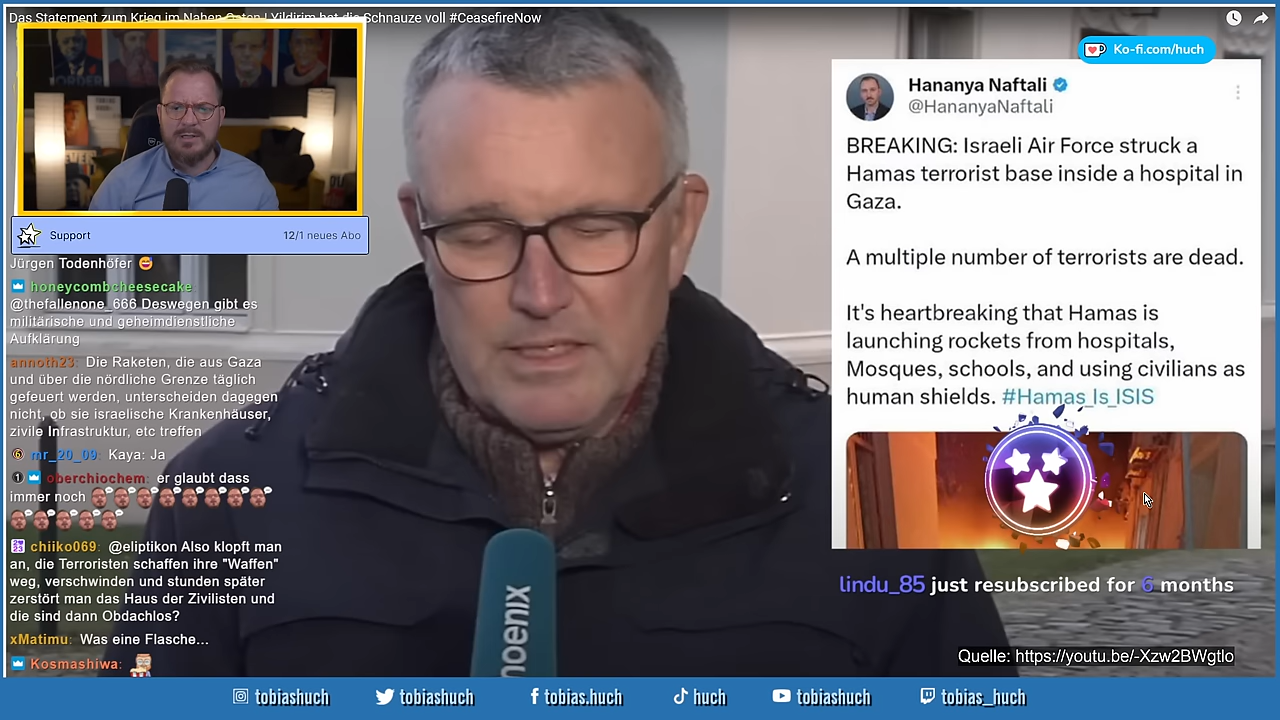 Das Statement zum Krieg im Nahen Osten | Yildirim hat die Schnauze voll #CeasefireNow
Ko-fi.com/huch
Support 12/1 neues Abo
Jürgen Todenhöfer
honeycombcheesecake
@thefallenone_666 Deswegen gibt es
militärische und geheimdienstliche
Aufklärung
annoth23: Die Raketen, die aus Gaza
und über die nördliche Grenze täglich
gefeuert werden, unterscheiden dagegen
nicht, ob sie israelische Krankenhäuser,
zivile Infrastruktur, etc treffen
mr_20_09: Kaya: Ja
oberchiochem: er glaubt dass
immer noch
chiiko069: @eliptikon Also klopft man
an, die Terroristen schaffen ihre "Waffen"
weg, verschwinden und stunden später
zerstört man das Haus der Zivilisten und
die sind dann Obdachlos?
xMatimu: Was eine Flasche...
Kosmashiwa:
Hananya Naftali
@HananyaNaftali
BREAKING: Israeli Air Force struck a
Hamas terrorist base inside a hospital in
Gaza.
A multiple number of terrorists are dead.
It's heartbreaking that Hamas is
launching rockets from hospitals,
Mosques, schools, and using civilians as
human shields. #Hamas_Is_ISIS
lindu_85 just resubscribed for 6 months
hoenix
Quelle: https://youtu.be/-Xzw2BWgtlo
tobiashuch tobiashuch tobias.huch huch tobiashuch tobias_huch